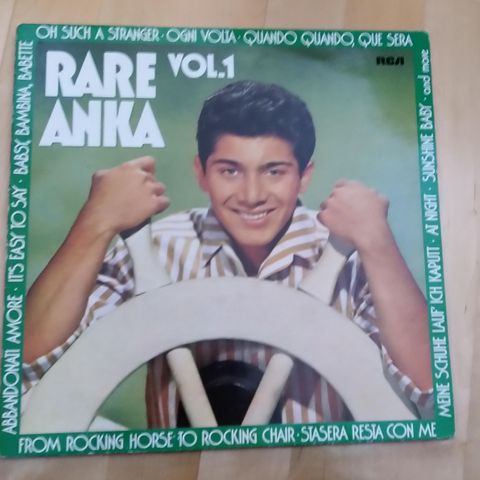 OH SUCH A STRANGER · OGNI VOLTA · QUANDO QUANDO, QUE SERA
RARE VOL.1
ANKA
RCA
SUNSHINE BABY · and more
MEINE SCHUHE LAUF' ICH KAPUTT · AT NIGHT ·
FROM ROCKING HORSE TO ROCKING CHAIR · STASERA RESTA CON ME
ABBANDONATI AMORE · IT'S EASY TO SAY · BABSY, BAMBINA, BABETTE